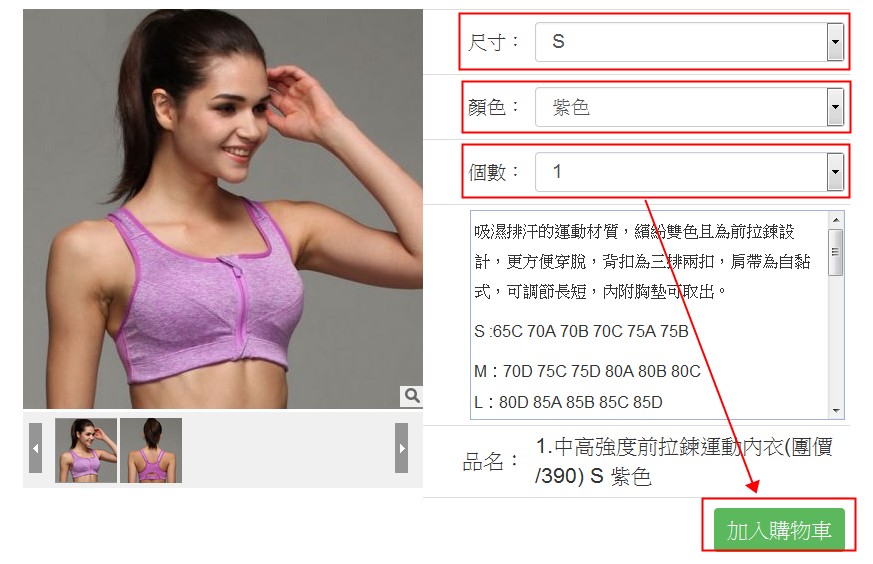 尺寸： S
顏色： 紫色
個數： 1
吸濕排汗的運動材質，繽紛雙色且為前拉鍊設
計，更方便穿脫，背扣為三排兩扣，肩帶為自黏
式，可調節長短，內附胸墊可取出。
S :65C 70A 70B 70C 75A 75B
M：70D 75C 75D 80A 80B 80C
L：80D 85A 85B 85C 85D
品名： 1.中高強度前拉鍊運動內衣(團價
/390) S 紫色
加入購物車